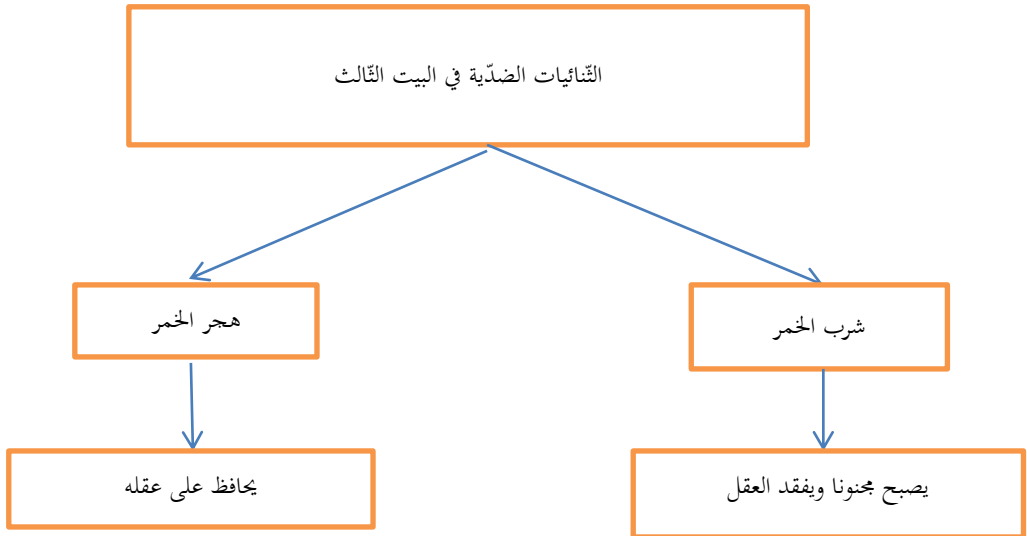 الثّنائيات الضدّية في البيت الثّالث
شرب الخمر
هجر الخمر
يصبح مجنونا ويفقد العقل
يحافظ على عقله